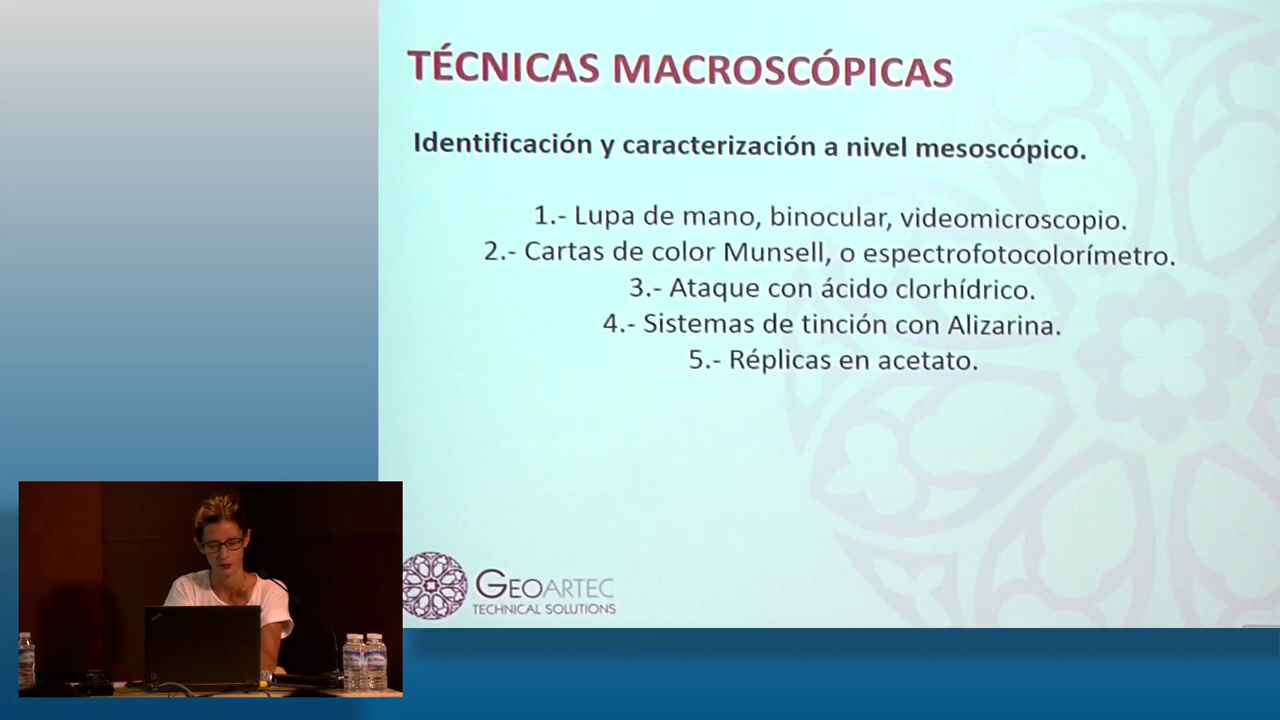 TÉCNICAS MACROSCÓPICAS
Identificación y caracterización a nivel mesoscópico.
1.- Lupa de mano, binocular, videomicroscopio.
2.- Cartas de color Munsell, o espectrofotocolorímetro.
3.- Ataque con ácido clorhídrico.
4.- Sistemas de tinción con Alizarina.
5.- Réplicas en acetato.
GEOARTEC
TECHNICAL SOLUTIONS